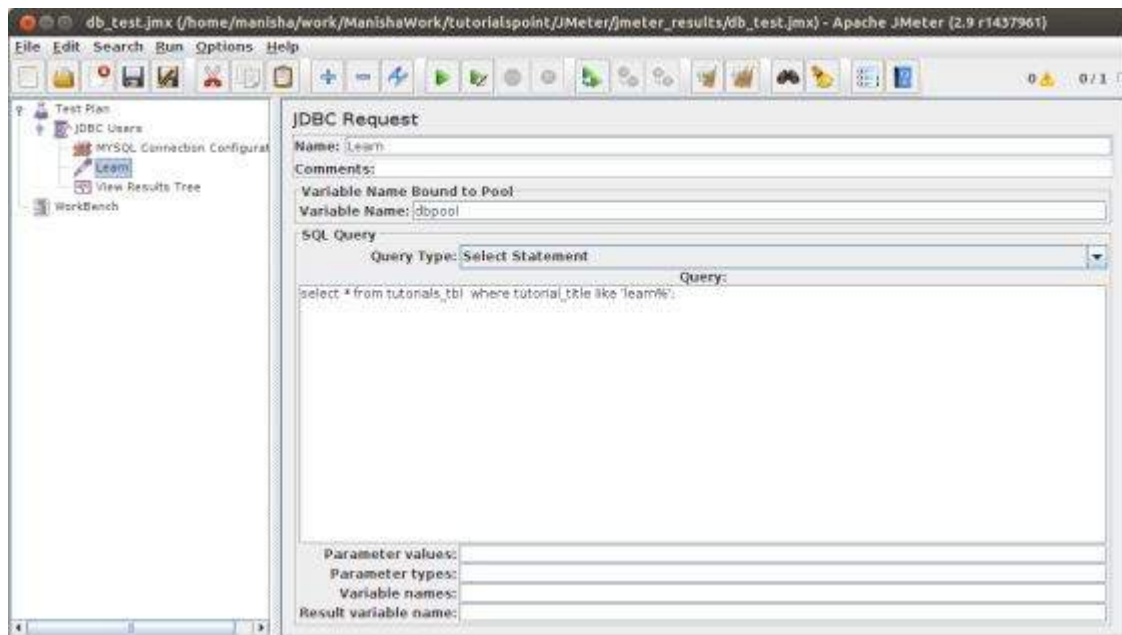 db_test.jmx (/home/manisha/work/ManishaWork/tutorialspoint/JMeter/jmeter_results/db_test.jmx) - Apache JMeter (2.9 r1437961)
File Edit Search Run Options Help
0 0 / 1
Test Plan
JDBC Users
MYSQL Connection Configurat
Learn
View Results Tree
WorkBench
JDBC Request
Name: Learn
Comments:
Variable Name Bound to Pool
Variable Name: dbpool
SQL Query
Query Type: Select Statement
Query:
select * from tutorials_tbl where tutorial_title like 'learn%';
Parameter values:
Parameter types:
Variable names:
Result variable name: